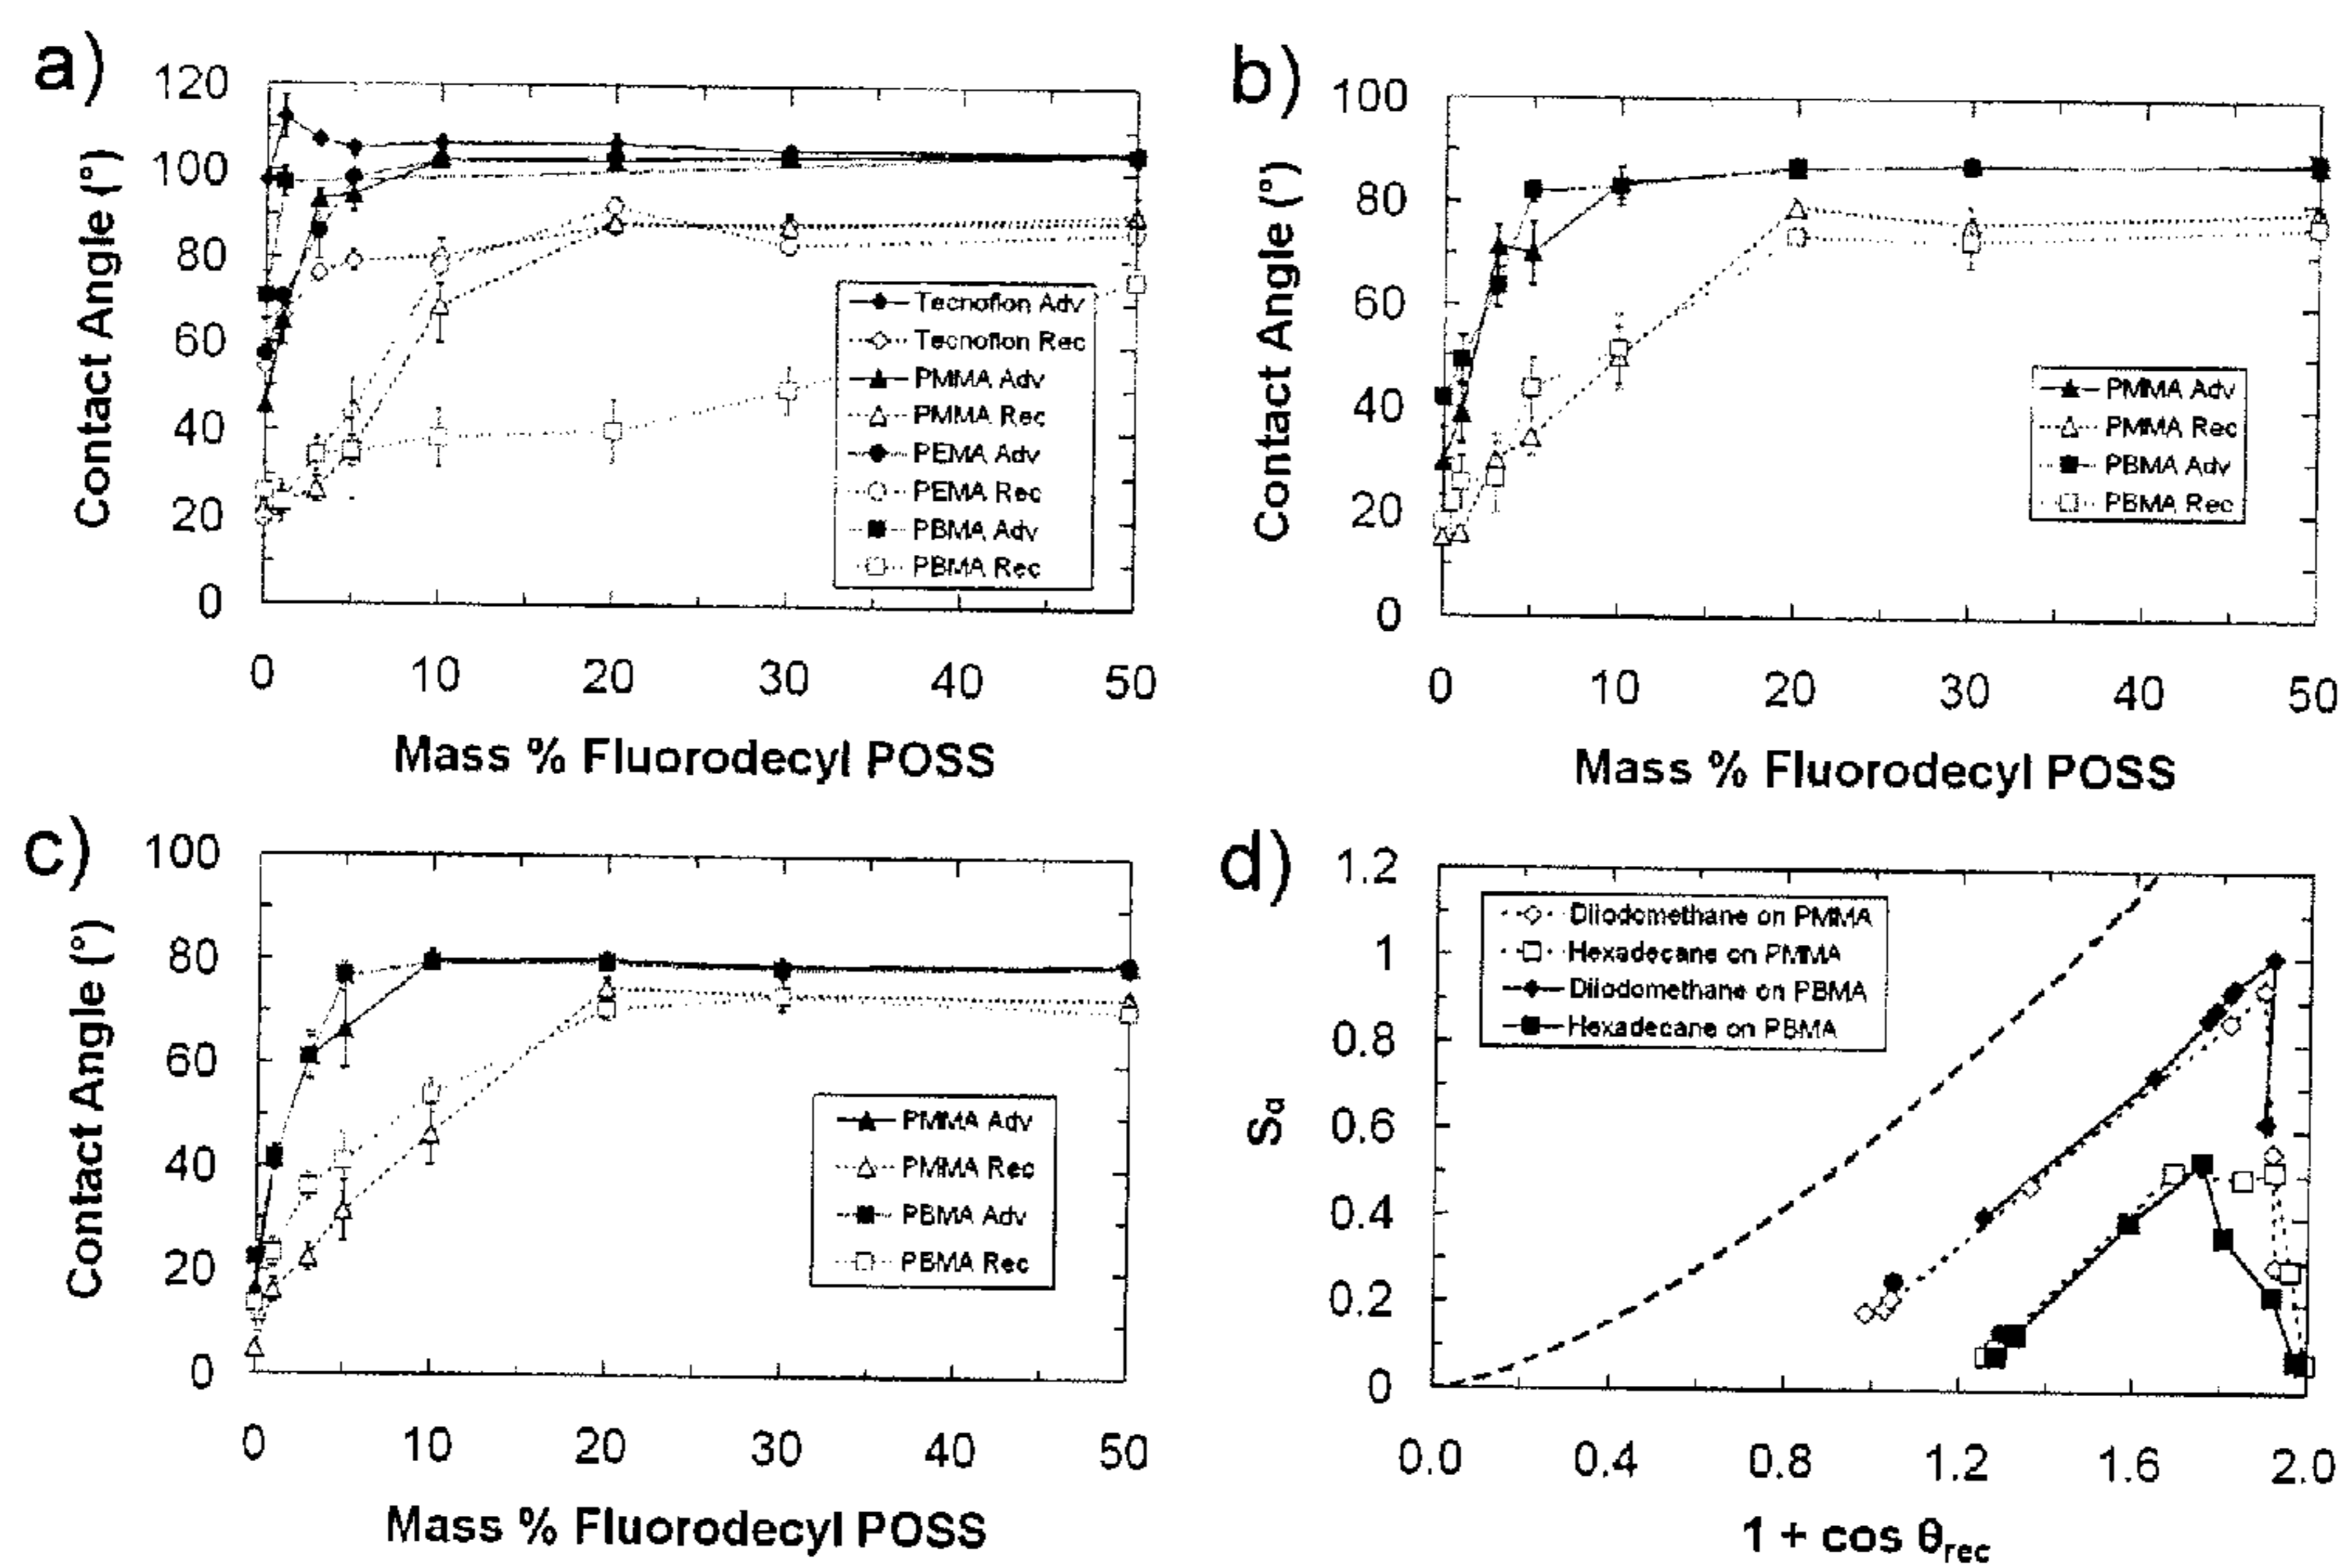 a)
120
100
80
60
40
20
0
Contact Angle (°)
Tecnoflon Adv
Tecnoflon Rec
PMMA Adv
PMMA Rec
PEMA Adv
PEMA Rec
PBMA Adv
PBMA Rec
0 10 20 30 40 50
Mass % Fluorodecyl POSS
b)
100
80
60
40
20
0
Contact Angle (°)
PMMA Adv
PMMA Rec
PBMA Adv
PBMA Rec
0 10 20 30 40 50
Mass % Fluorodecyl POSS
c)
100
80
60
40
20
0
Contact Angle (°)
PMMA Adv
PMMA Rec
PBMA Adv
PBMA Rec
0 10 20 30 40 50
Mass % Fluorodecyl POSS
d)
1.2
1
0.8
0.6
0.4
0.2
0
Sα
Diiodomethane on PMMA
Hexadecane on PMMA
Diiodomethane on PBMA
Hexadecane on PBMA
0.0 0.4 0.8 1.2 1.6 2.0
1 + cos θrec